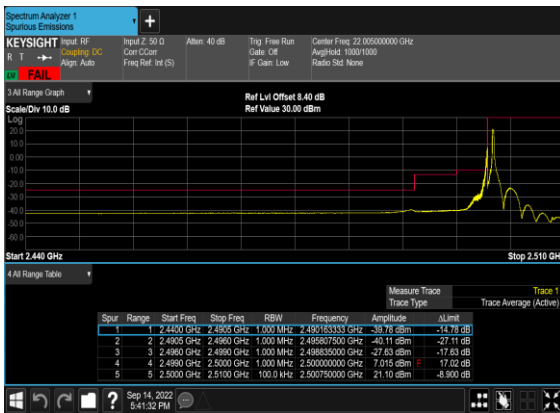 Spectrum Analyzer 1
Spurious Emissions
KEYSIGHT
R T
LV FAIL
Input: RF
Coupling: DC
Align: Auto
Input Z: 50 Ω
Corr CCorr
Freq Ref: Int (S)
Atten: 40 dB
Trig: Free Run
Gate: Off
IF Gain: Low
Center Freq: 22.005000000 GHz
Avg|Hold: 1000/1000
Radio Std: None
3 All Range Graph
Scale/Div 10.0 dB
Ref Lvl Offset 8.40 dB
Ref Value 30.00 dBm
Log
20.0
10.0
0.00
-10.0
-20.0
-30.0
-40.0
-50.0
-60.0
Start 2.440 GHz
Stop 2.510 GH
4 All Range Table
Measure Trace Trace 1
Trace Type Trace Average (Active)
Spur Range Start Freq Stop Freq RBW Frequency Amplitude ΔLimit
1 1 2.4400 GHz 2.4905 GHz 1.000 MHz 2.490163333 GHz -39.78 dBm -14.78 dB
2 2 2.4905 GHz 2.4960 GHz 1.000 MHz 2.495807500 GHz -40.11 dBm -27.11 dB
3 3 2.4960 GHz 2.4990 GHz 1.000 MHz 2.498835000 GHz -27.63 dBm -17.63 dB
4 4 2.4990 GHz 2.5000 GHz 1.000 MHz 2.500000000 GHz 7.015 dBm F 17.02 dB
5 5 2.5000 GHz 2.5100 GHz 100.0 kHz 2.500750000 GHz 21.10 dBm -8.900 dB
?
Sep 14, 2022
5:41:32 PM